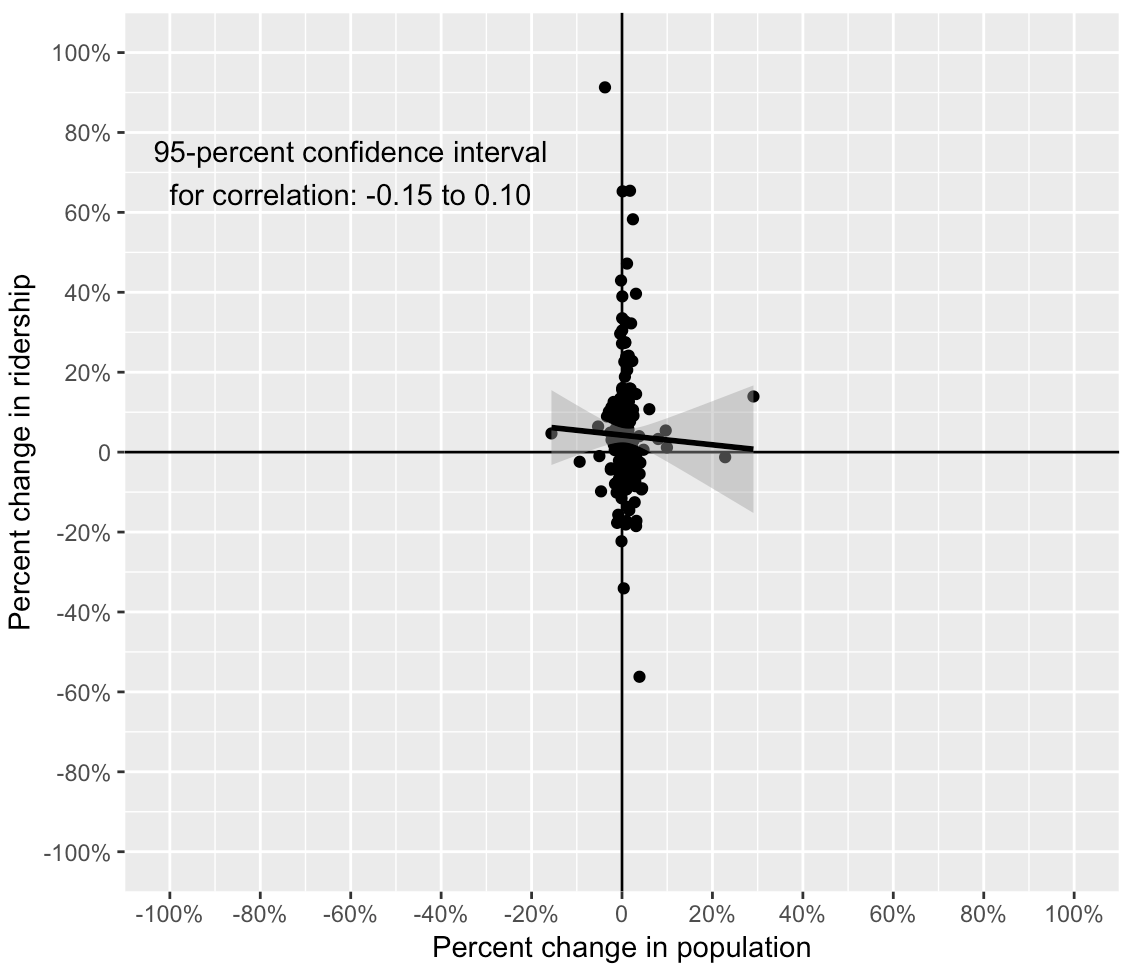 100%
80%
95-percent confidence interval
for correlation: -0.15 to 0.10
60%
40%
20%
0
-20%
-40%
-60%
-80%
-100%
Percent change in ridership
-100% -80% -60% -40% -20% 0 20% 40% 60% 80% 100%
Percent change in population